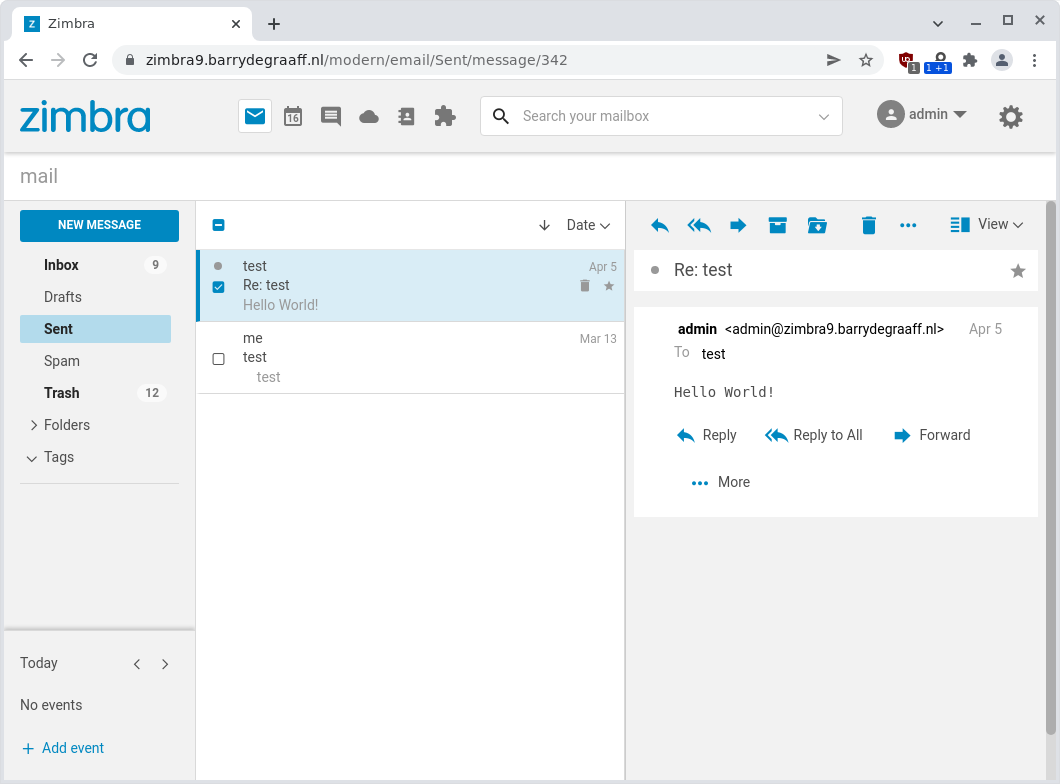 Z Zimbra
zimbra9.barrydegraaff.nl/modern/email/Sent/message/342
1
1 +1
zimbra
16
Search your mailbox
admin
mail
NEW MESSAGE
Inbox 9
Drafts
Sent
Spam
Trash 12
Folders
Tags
Today
No events
+ Add event
Date
test Apr 5
Re: test
Hello World!
me Mar 13
test
test
View
Re: test
admin <admin@zimbra9.barrydegraaff.nl> Apr 5
To test
Hello World!
Reply Reply to All Forward
More